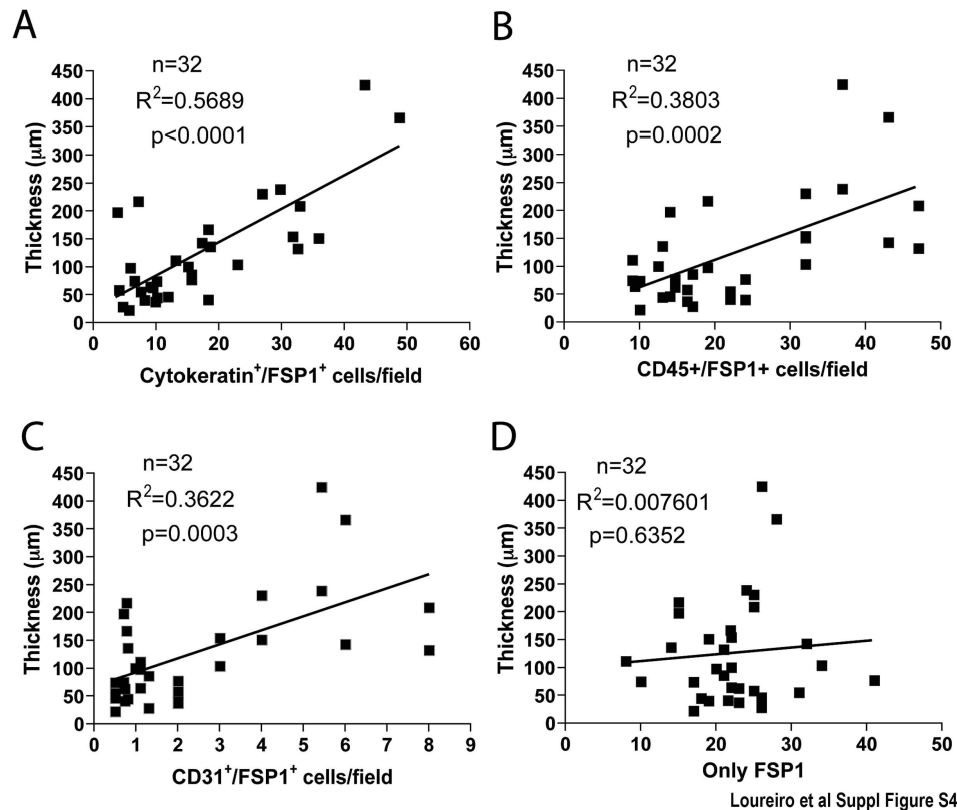 A
n=32
R²=0.5689
p<0.0001
Thickness (μm)
450
400
350
300
250
200
150
100
50
0
0 10 20 30 40 50 60
Cytokeratin⁺/FSP1⁺ cells/field
B
n=32
R²=0.3803
p=0.0002
Thickness (μm)
450
400
350
300
250
200
150
100
50
0
0 10 20 30 40 50
CD45+/FSP1+ cells/field
C
n=32
R²=0.3622
p=0.0003
Thickness (μm)
450
400
350
300
250
200
150
100
50
0
0 1 2 3 4 5 6 7 8 9
CD31⁺/FSP1⁺ cells/field
D
n=32
R²=0.007601
p=0.6352
Thickness (μm)
450
400
350
300
250
200
150
100
50
0
0 10 20 30 40 50
Only FSP1
Loureiro et al Suppl Figure S4